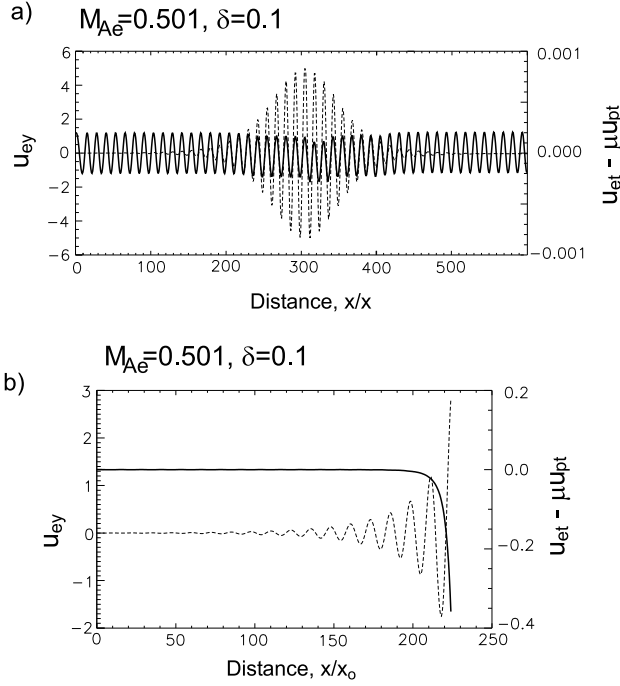 a)
M_Ae=0.501, δ=0.1
6
4
2
0
-2
-4
-6
u_ey
0.001
0.000
-0.001
u_et - μu_pt
0 100 200 300 400 500
Distance, x/x
M_Ae=0.501, δ=0.1
b)
3
2
1
0
-1
-2
u_ey
0.2
0.0
-0.2
-0.4
u_et - μu_pt
0 50 100 150 200 250
Distance, x/x_o